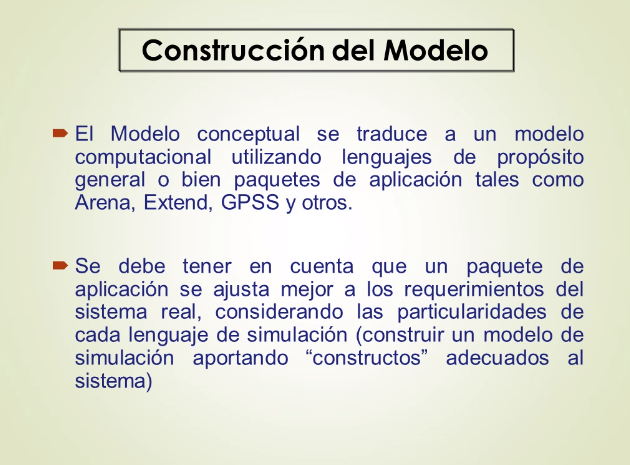 Construcción del Modelo
El Modelo conceptual se traduce a un modelo
computacional utilizando lenguajes de propósito
general o bien paquetes de aplicación tales como
Arena, Extend, GPSS y otros.
Se debe tener en cuenta que un paquete de
aplicación se ajusta mejor a los requerimientos del
sistema real, considerando las particularidades de
cada lenguaje de simulación (construir un modelo de
simulación aportando “constructos” adecuados al
sistema)